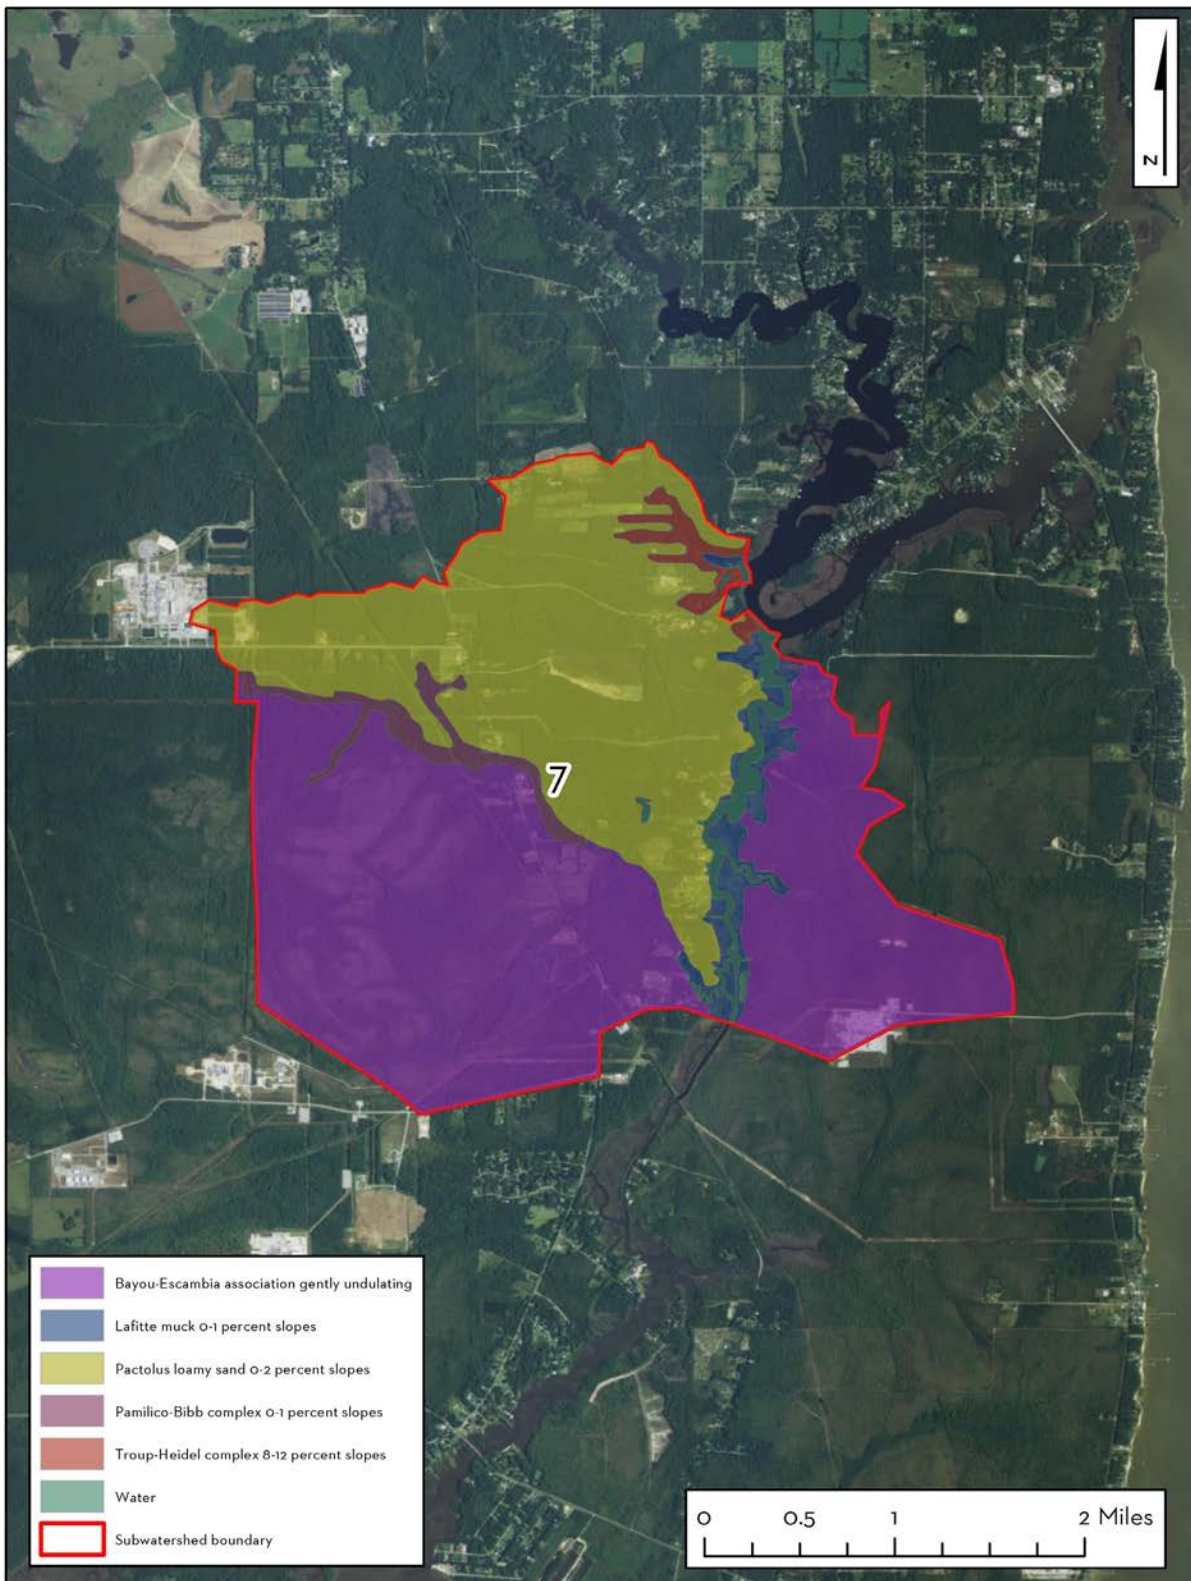 N
7
Bayou-Escambia association gently undulating
Lafitte muck 0-1 percent slopes
Pactolus loamy sand 0-2 percent slopes
Pamilico-Bibb complex 0-1 percent slopes
Troup-Heidel complex 8-12 percent slopes
Water
Subwatershed boundary
0 0.5 1 2 Miles